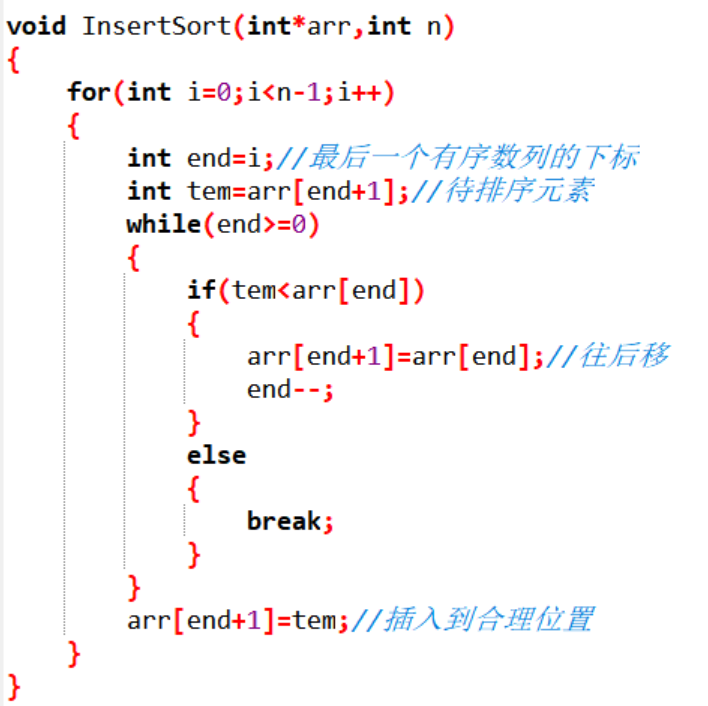 void InsertSort(int*arr,int n)
{
    for(int i=0;i<n-1;i++)
    {
        int end=i;//最后一个有序数列的下标
        int tem=arr[end+1];//待排序元素
        while(end>=0)
        {
            if(tem<arr[end])
            {
                arr[end+1]=arr[end];//往后移
                end--;
            }
            else
            {
                break;
            }
        }
        arr[end+1]=tem;//插入到合理位置
    }
}